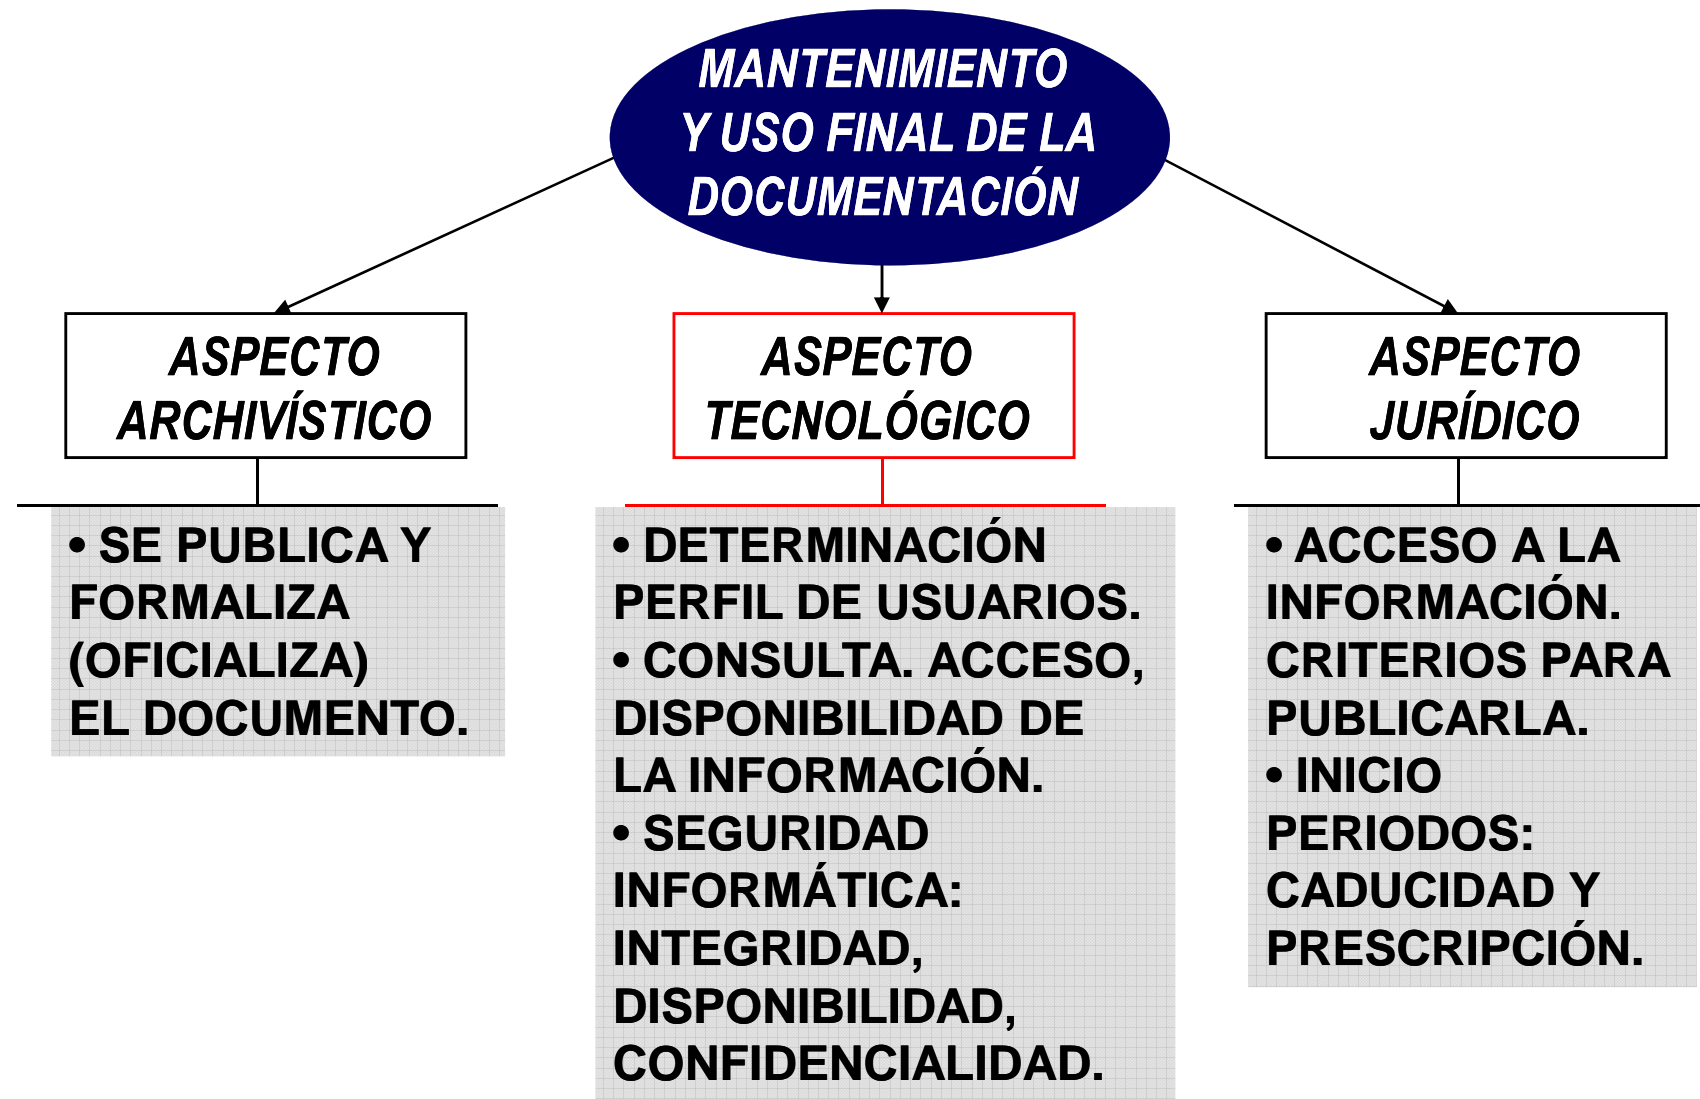 MANTENIMIENTO
Y USO FINAL DE LA
DOCUMENTACIÓN
ASPECTO
ARCHIVÍSTICO
• SE PUBLICA Y
FORMALIZA
(OFICIALIZA)
EL DOCUMENTO.
ASPECTO
TECNOLÓGICO
• DETERMINACIÓN
PERFIL DE USUARIOS.
• CONSULTA. ACCESO,
DISPONIBILIDAD DE
LA INFORMACIÓN.
• SEGURIDAD
INFORMÁTICA:
INTEGRIDAD,
DISPONIBILIDAD,
CONFIDENCIALIDAD.
ASPECTO
JURÍDICO
• ACCESO A LA
INFORMACIÓN.
CRITERIOS PARA
PUBLICARLA.
• INICIO
PERIODOS:
CADUCIDAD Y
PRESCRIPCIÓN.